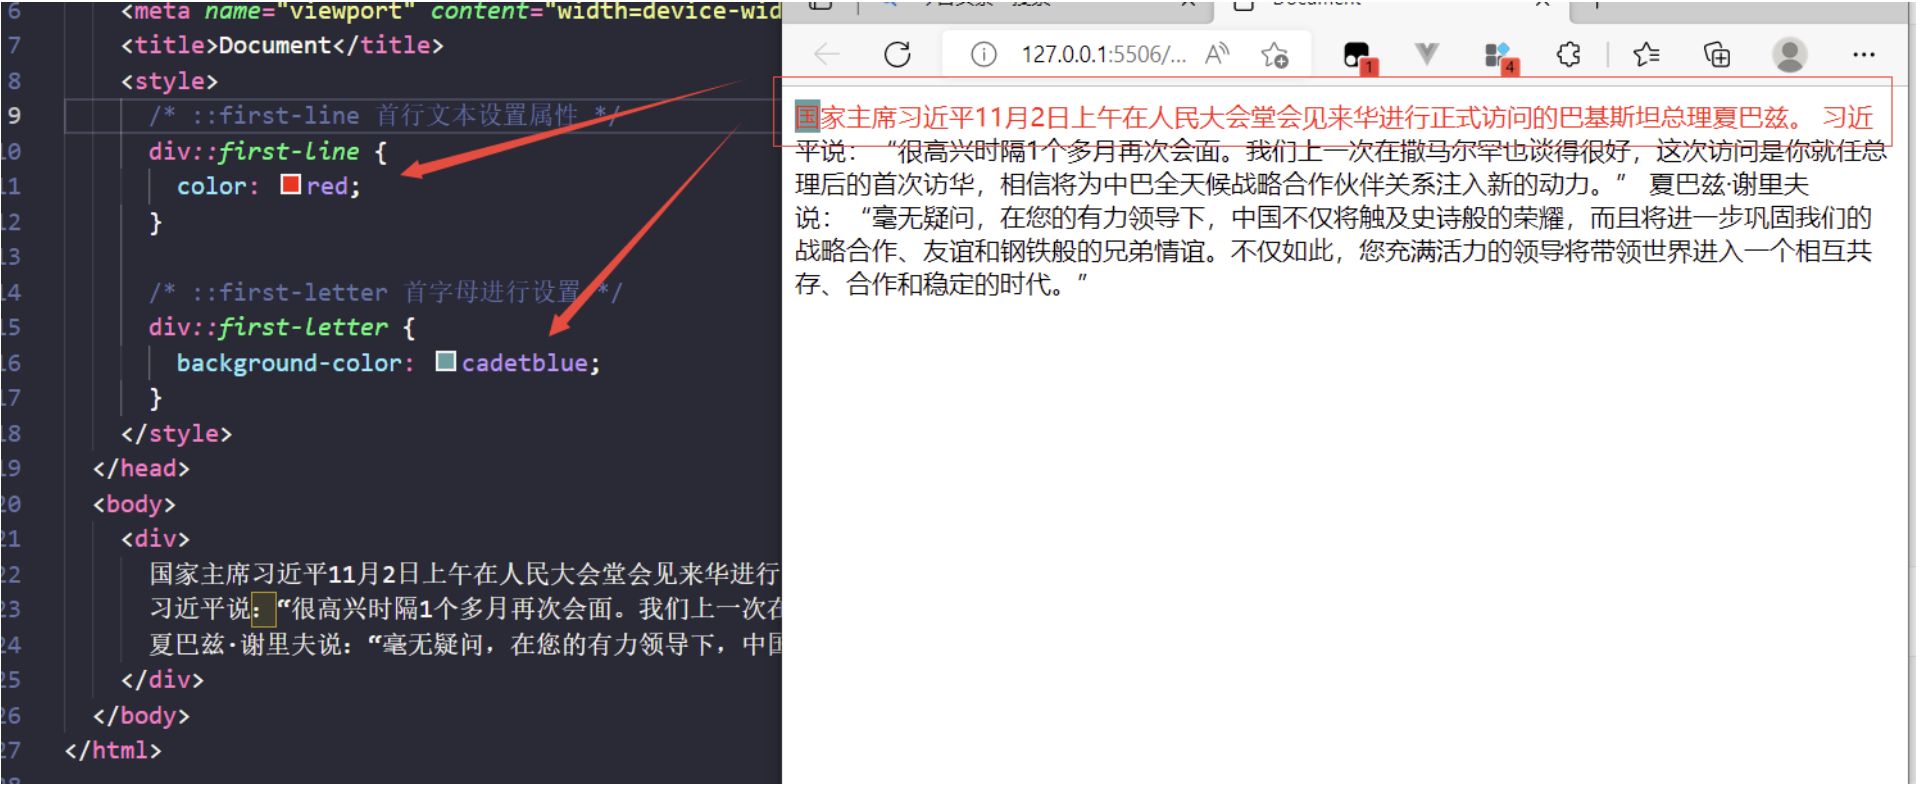 6 <meta name="viewport" content="width=device-wid
7 <title>Document</title>
8 <style>
9 /* ::first-line 首行文本设置属性 */
10 div::first-line {
11 color: red;
12 }
13
14 /* ::first-letter 首字母进行设置 */
15 div::first-letter {
16 background-color: cadetblue;
17 }
18 </style>
19 </head>
20 <body>
21 <div>
22 国家主席习近平11月2日上午在人民大会堂会见来华进行
23 习近平说：“很高兴时隔1个多月再次会面。我们上一次在
24 夏巴兹·谢里夫说：“毫无疑问，在您的有力领导下，中国
25 </div>
26 </body>
27 </html>
28
Document
127.0.0.1:5506/...
1
4
国家主席习近平11月2日上午在人民大会堂会见来华进行正式访问的巴基斯坦总理夏巴兹。 习近
平说：“很高兴时隔1个多月再次会面。我们上一次在撒马尔罕也谈得很好，这次访问是你就任总
理后的首次访华，相信将为中巴全天候战略合作伙伴关系注入新的动力。” 夏巴兹·谢里夫
说：“毫无疑问，在您的有力领导下，中国不仅将触及史诗般的荣耀，而且将进一步巩固我们的
战略合作、友谊和钢铁般的兄弟情谊。不仅如此，您充满活力的领导将带领世界进入一个相互共
存、合作和稳定的时代。”